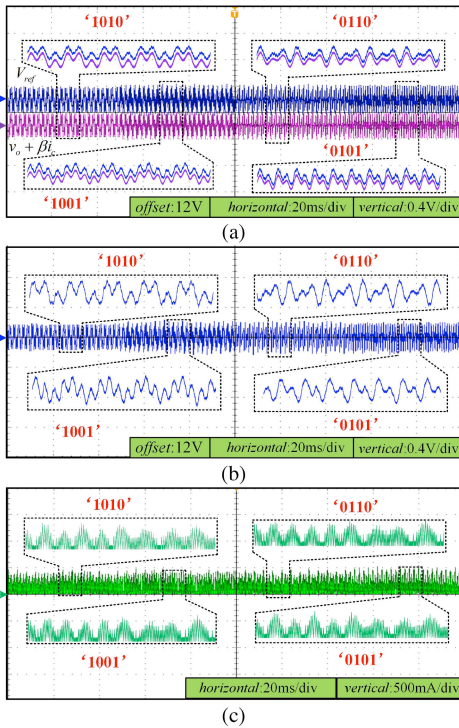 T
‘1010’
‘0110’
V_ref
v_o + βi_o
‘0101’
‘1001’
offset:12V horizontal:20ms/div vertical:0.4V/div
(a)
‘1010’
‘0110’
‘1001’
‘0101’
offset:12V horizontal:20ms/div vertical:0.4V/div
(b)
‘1010’
‘0110’
‘1001’
‘0101’
horizontal:20ms/div vertical:500mA/div
(c)